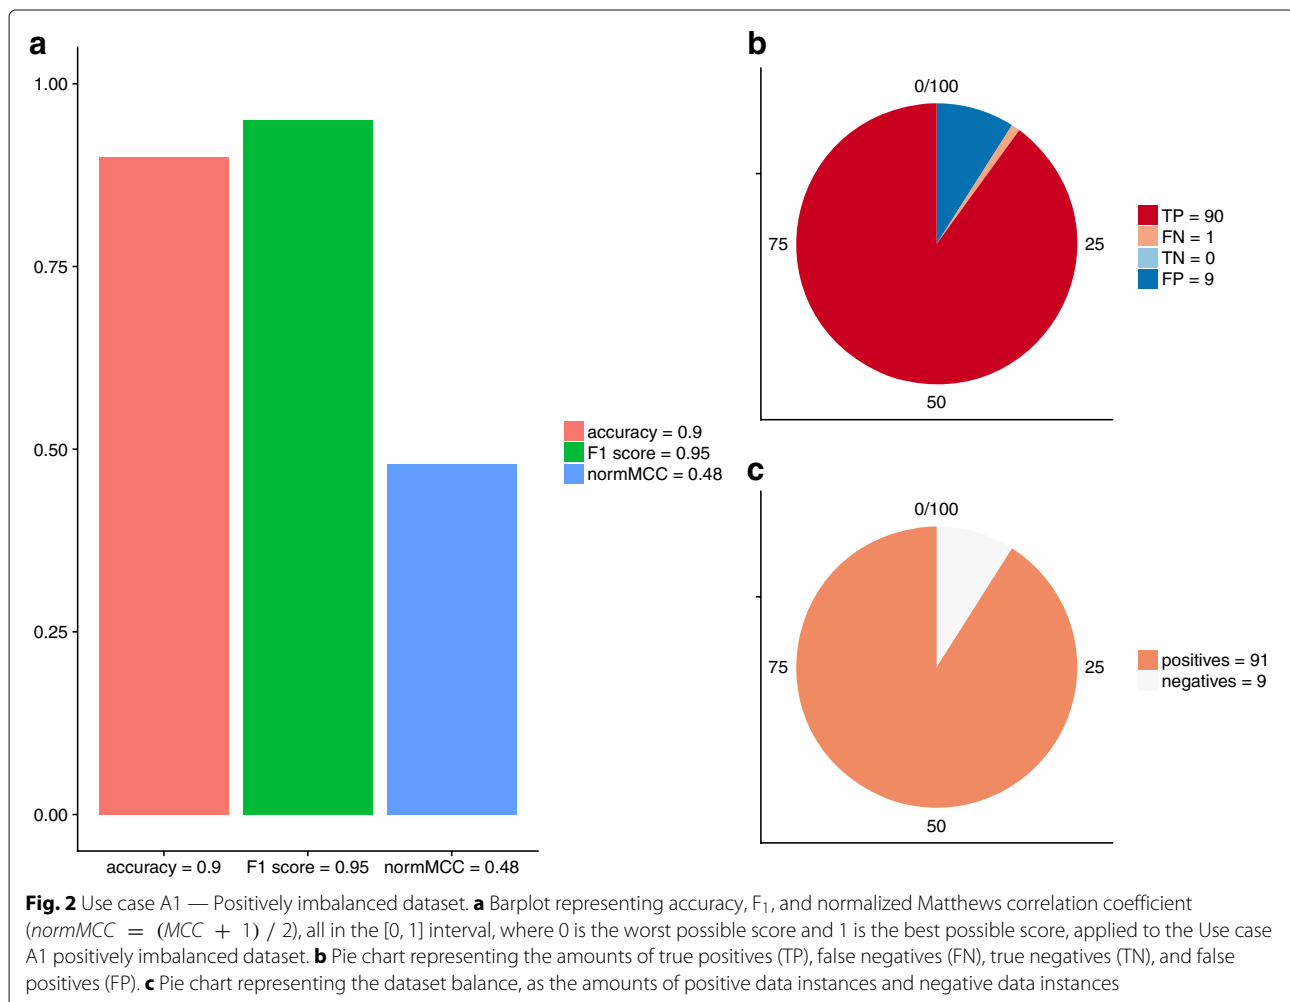 a
1.00
0.75
0.50
0.25
0.00
accuracy = 0.9
F1 score = 0.95
normMCC = 0.48
accuracy = 0.9 F1 score = 0.95 normMCC = 0.48
b
0/100
75
25
50
TP = 90
FN = 1
TN = 0
FP = 9
c
0/100
75
25
50
positives = 91
negatives = 9
Fig. 2 Use case A1 — Positively imbalanced dataset. a Barplot representing accuracy, F₁, and normalized Matthews correlation coefficient
(normMCC = (MCC + 1) / 2), all in the [0, 1] interval, where 0 is the worst possible score and 1 is the best possible score, applied to the Use case
A1 positively imbalanced dataset. b Pie chart representing the amounts of true positives (TP), false negatives (FN), true negatives (TN), and false
positives (FP). c Pie chart representing the dataset balance, as the amounts of positive data instances and negative data instances